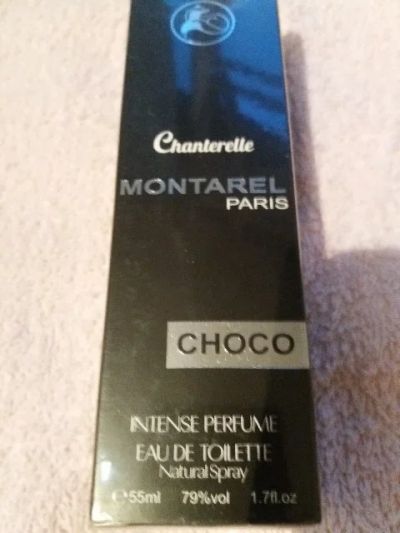 Chanterelle
MONTAREL
PARIS
CHOCO
INTENSE PERFUME
EAU DE TOILETTE
Natural Spray
℮55ml 79%vol 1.7fl.oz